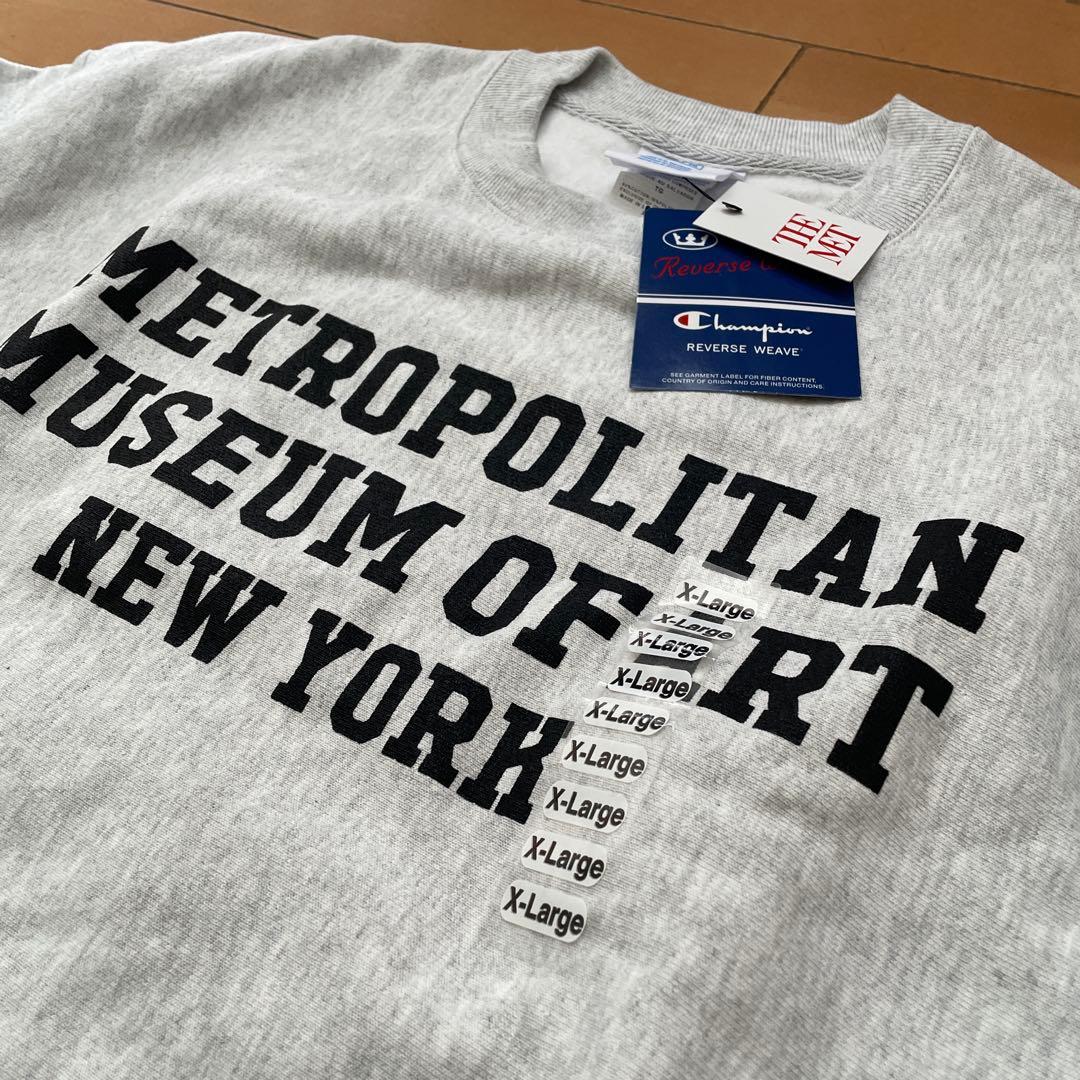 THE
MET
Reverse
Champion
REVERSE WEAVE
SEE GARMENT LABEL FOR FIBER CONTENT,
COUNTRY OF ORIGIN AND CARE INSTRUCTIONS.
METROPOLITAN
MUSEUM OF ART
NEW YORK
X-Large
X-Large
X-Large
X-Large
X-Large
X-Large
X-Large
X-Large
X-Large